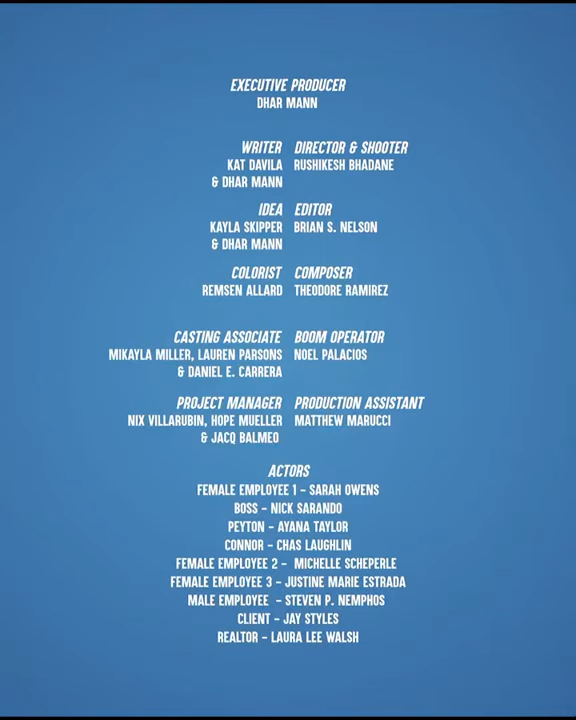 EXECUTIVE PRODUCER
DHAR MANN
WRITER DIRECTOR & SHOOTER
KAT DAVILA RUSHIKESH BHADANE
& DHAR MANN
IDEA EDITOR
KAYLA SKIPPER BRIAN S. NELSON
& DHAR MANN
COLORIST COMPOSER
REMSEN ALLARD THEODORE RAMIREZ
CASTING ASSOCIATE BOOM OPERATOR
MIKAYLA MILLER, LAUREN PARSONS NOEL PALACIOS
& DANIEL E. CARRERA
PROJECT MANAGER PRODUCTION ASSISTANT
NIX VILLARUBIN, HOPE MUELLER MATTHEW MARUCCI
& JACQ BALMEO
ACTORS
FEMALE EMPLOYEE 1 - SARAH OWENS
BOSS - NICK SARANDO
PEYTON - AYANA TAYLOR
CONNOR - CHAS LAUGHLIN
FEMALE EMPLOYEE 2 - MICHELLE SCHEPERLE
FEMALE EMPLOYEE 3 - JUSTINE MARIE ESTRADA
MALE EMPLOYEE - STEVEN P. NEMPHOS
CLIENT - JAY STYLES
REALTOR - LAURA LEE WALSH